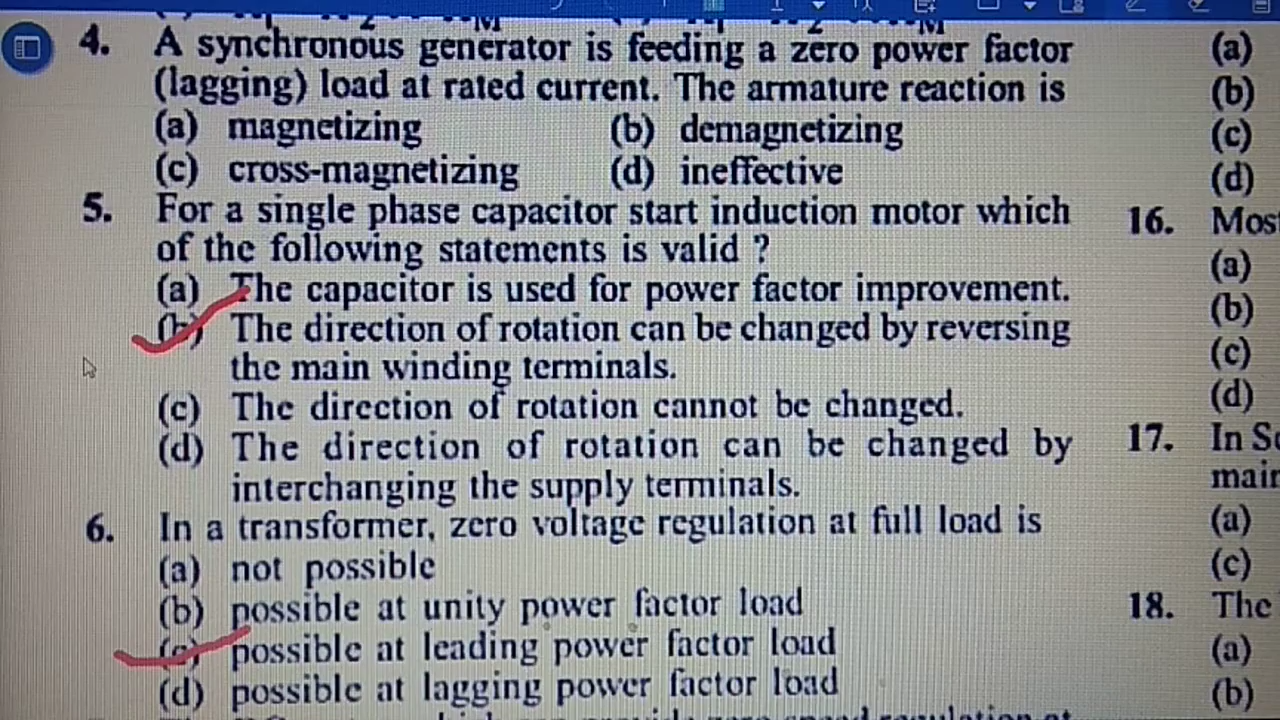 4. A synchronous generator is feeding a zero power factor
(lagging) load at rated current. The armature reaction is
(a) magnetizing (b) demagnetizing
(c) cross-magnetizing (d) ineffective
5. For a single phase capacitor start induction motor which
of the following statements is valid ?
(a) The capacitor is used for power factor improvement.
(b) The direction of rotation can be changed by reversing
the main winding terminals.
(c) The direction of rotation cannot be changed.
(d) The direction of rotation can be changed by
interchanging the supply terminals.
6. In a transformer, zero voltage regulation at full load is
(a) not possible
(b) possible at unity power factor load
(c) possible at leading power factor load
(d) possible at lagging power factor load
(a)
(b)
(c)
(d)
16. Mos
(a)
(b)
(c)
(d)
17. In
(a)
(c)
18. The
(a)
(b)